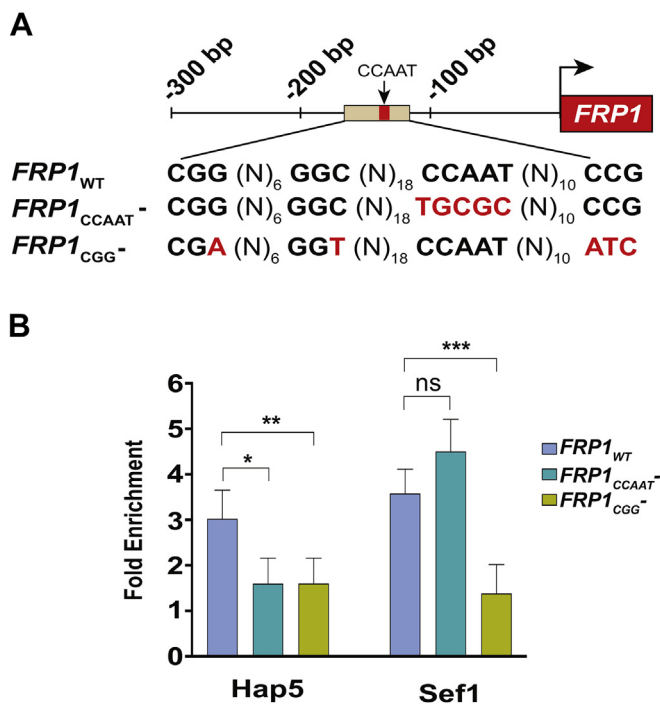 A
-300 bp
-200 bp
CCAAT
-100 bp
FRP1
FRP1WT CGG (N)6 GGC (N)18 CCAAT (N)10 CCG
FRP1CCAAT- CGG (N)6 GGC (N)18 TGCGC (N)10 CCG
FRP1CGG- CGA (N)6 GGT (N)18 CCAAT (N)10 ATC
B
Fold Enrichment
6
5
4
3
2
1
0
**
*
***
ns
Hap5
Sef1
FRP1WT
FRP1CCAAT-
FRP1CGG-